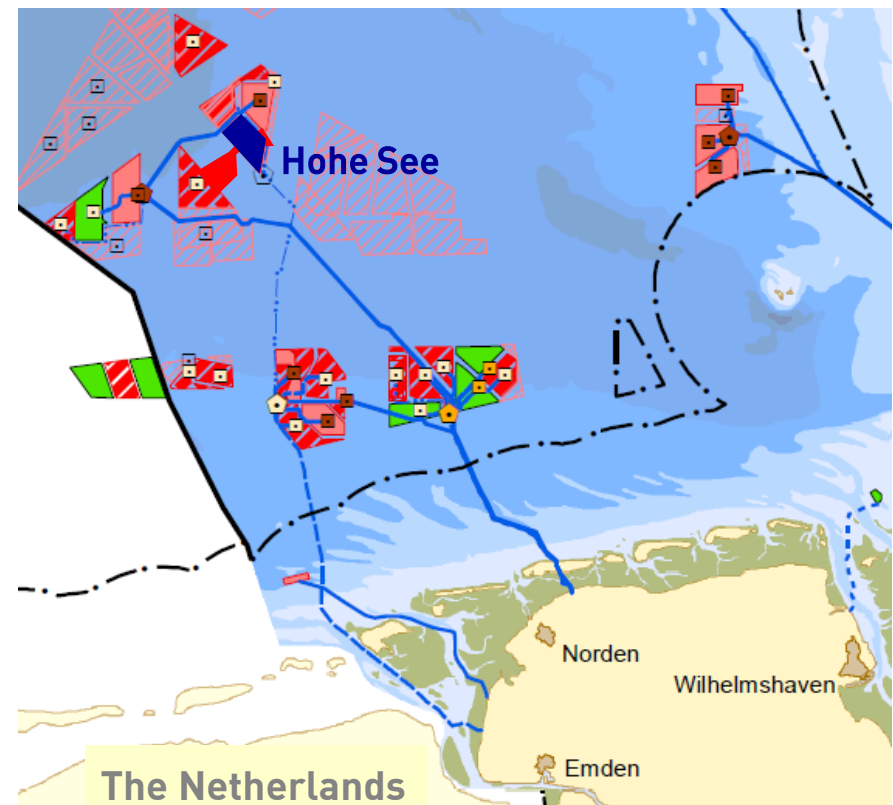 Hohe See
Norden
Wilhelmshaven
Emden
The Netherlands